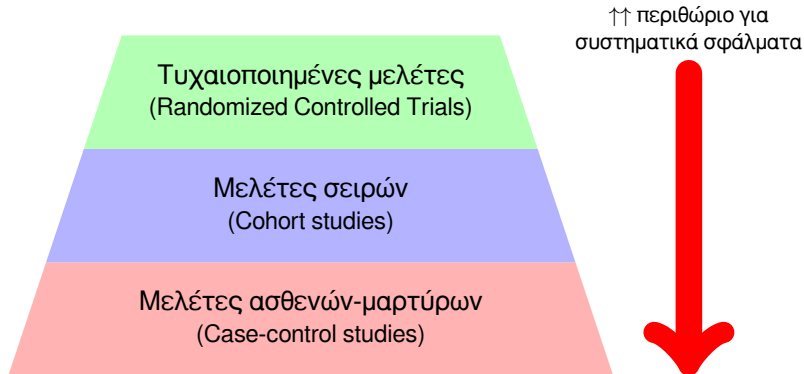 ↑↑ περιθώριο για
συστηματικά σφάλματα
Τυχαιοποιημένες μελέτες
(Randomized Controlled Trials)
Μελέτες σειρών
(Cohort studies)
Μελέτες ασθενών-μαρτύρων
(Case-control studies)